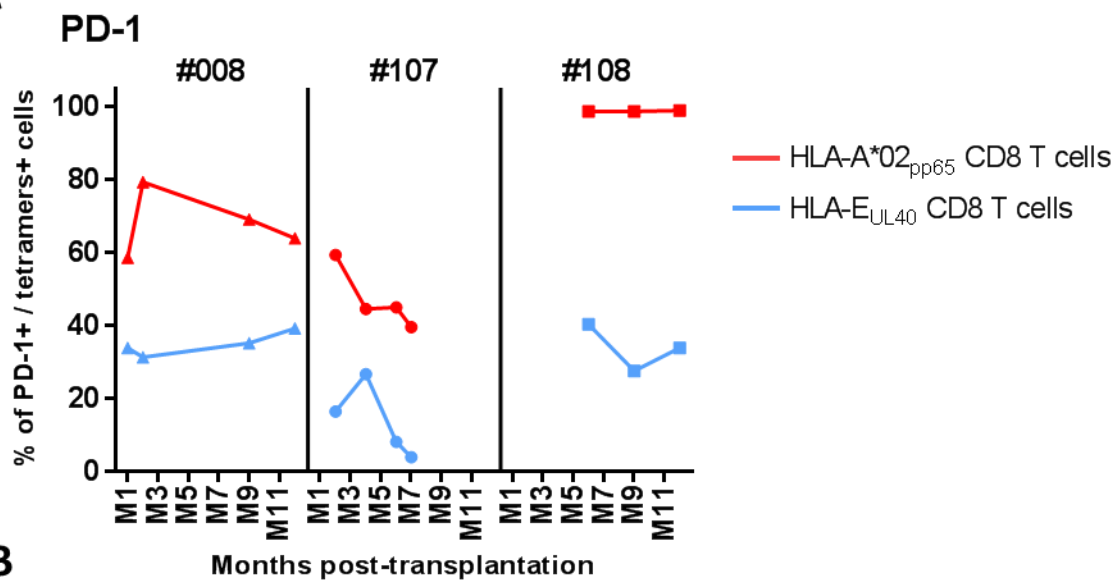 PD-1
#008 #107 #108
% of PD-1+ / tetramers+ cells
100
80
60
40
20
0
M1 M3 M5 M7 M9 M11 M1 M3 M5 M7 M9 M11 M1 M3 M5 M7 M9 M11
Months post-transplantation
HLA-A*02pp65 CD8 T cells
HLA-EUL40 CD8 T cells
B